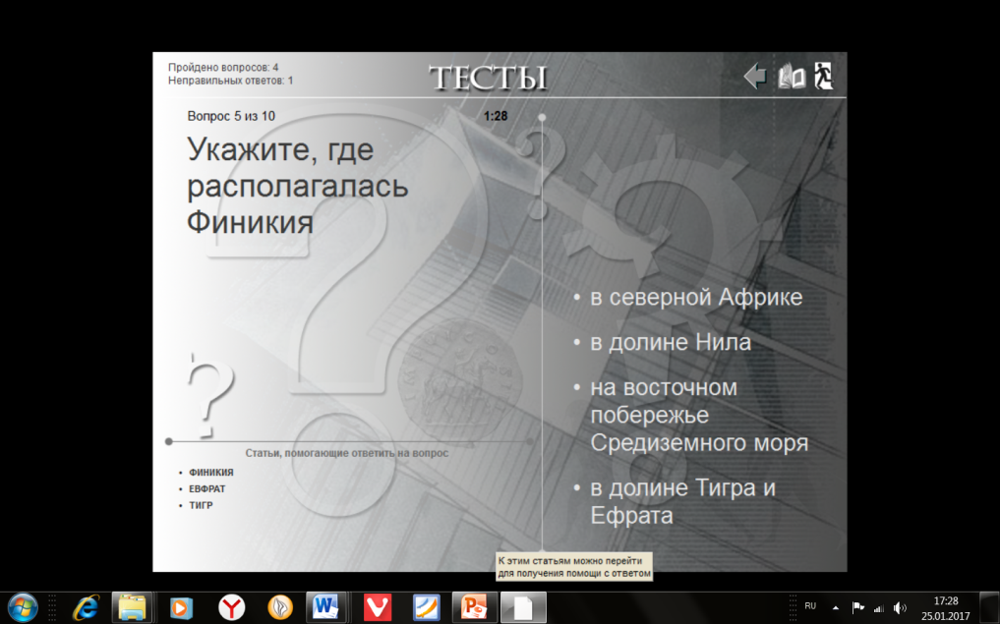 Пройдено вопросов: 4
Неправильных ответов: 1
ТЕСТЫ
Вопрос 5 из 10
1:28
Укажите, где
располагалась
Финикия
• в северной Африке
• в долине Нила
• на восточном
побережье
Средиземного моря
• в долине Тигра и
Ефрата
Статьи, помогающие ответить на вопрос
• ФИНИКИЯ
• ЕВФРАТ
• ТИГР
К этим статьям можно перейти
для получения помощи с ответом
RU
17:28
25.01.2017